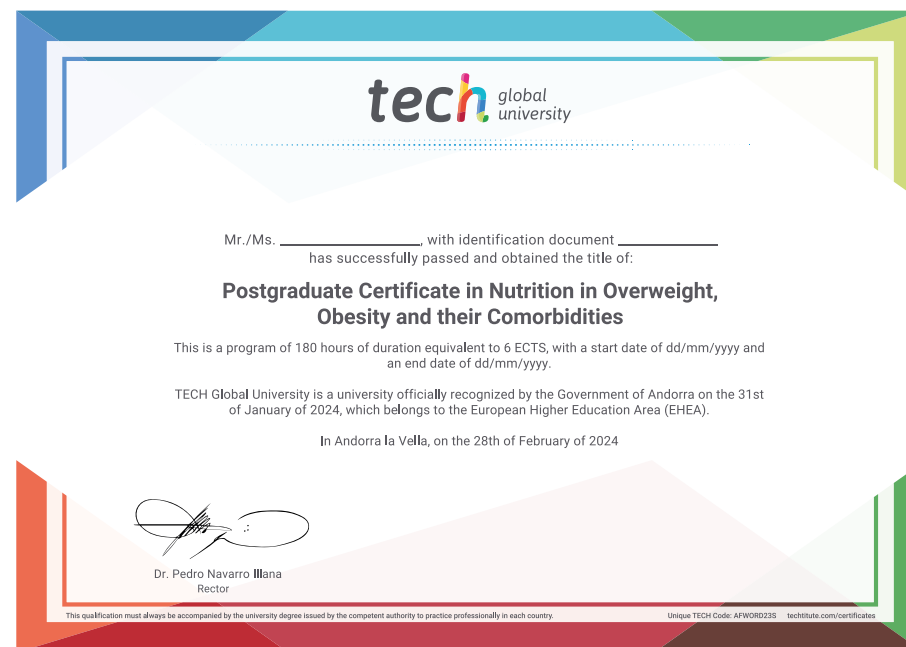 tech global university
Mr./Ms. ____________, with identification document ____________
has successfully passed and obtained the title of:
Postgraduate Certificate in Nutrition in Overweight,
Obesity and their Comorbidities
This is a program of 180 hours of duration equivalent to 6 ECTS, with a start date of dd/mm/yyyy and
an end date of dd/mm/yyyy.
TECH Global University is a university officially recognized by the Government of Andorra on the 31st
of January of 2024, which belongs to the European Higher Education Area (EHEA).
In Andorra la Vella, on the 28th of February of 2024
Dr. Pedro Navarro Illana
Rector
This qualification must always be accompanied by the university degree issued by the competent authority to practice professionally in each country.
Unique TECH Code: AFWORD23S techtitute.com/certificates